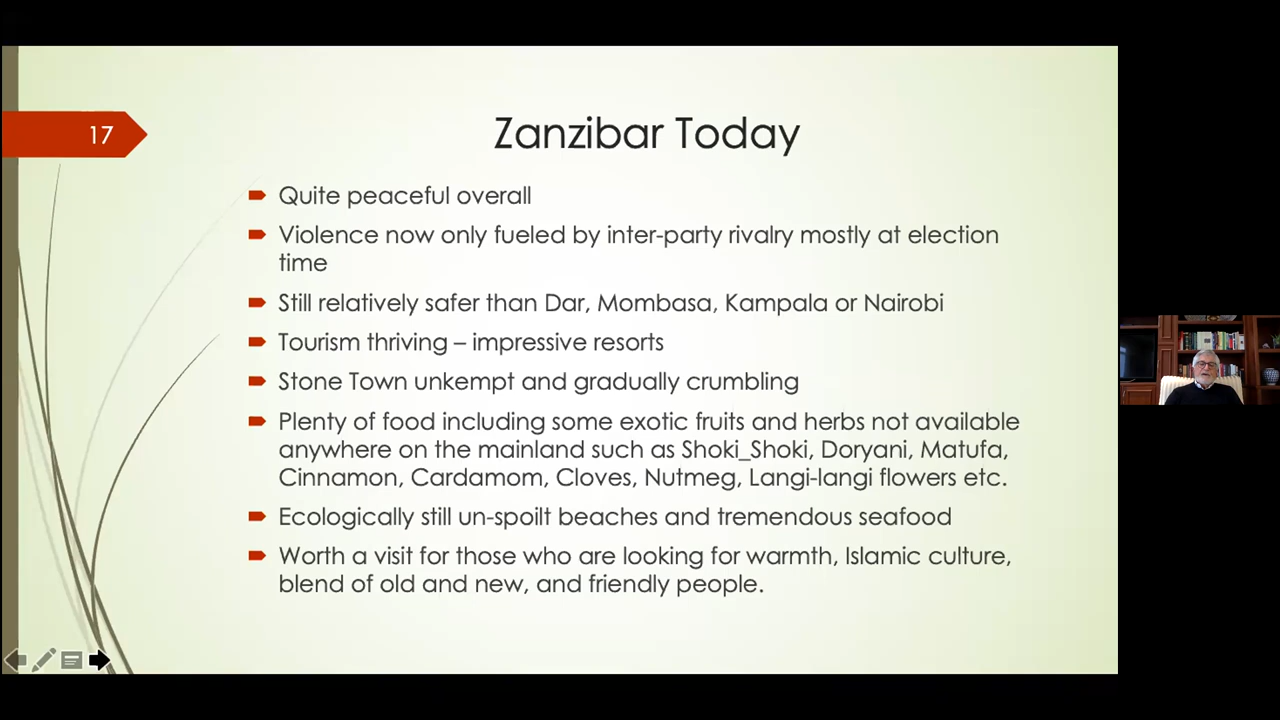 17
Zanzibar Today
Quite peaceful overall
Violence now only fueled by inter-party rivalry mostly at election
time
Still relatively safer than Dar, Mombasa, Kampala or Nairobi
Tourism thriving – impressive resorts
Stone Town unkempt and gradually crumbling
Plenty of food including some exotic fruits and herbs not available
anywhere on the mainland such as Shoki_Shoki, Doryani, Matufa,
Cinnamon, Cardamom, Cloves, Nutmeg, Langi-langi flowers etc.
Ecologically still un-spoilt beaches and tremendous seafood
Worth a visit for those who are looking for warmth, Islamic culture,
blend of old and new, and friendly people.